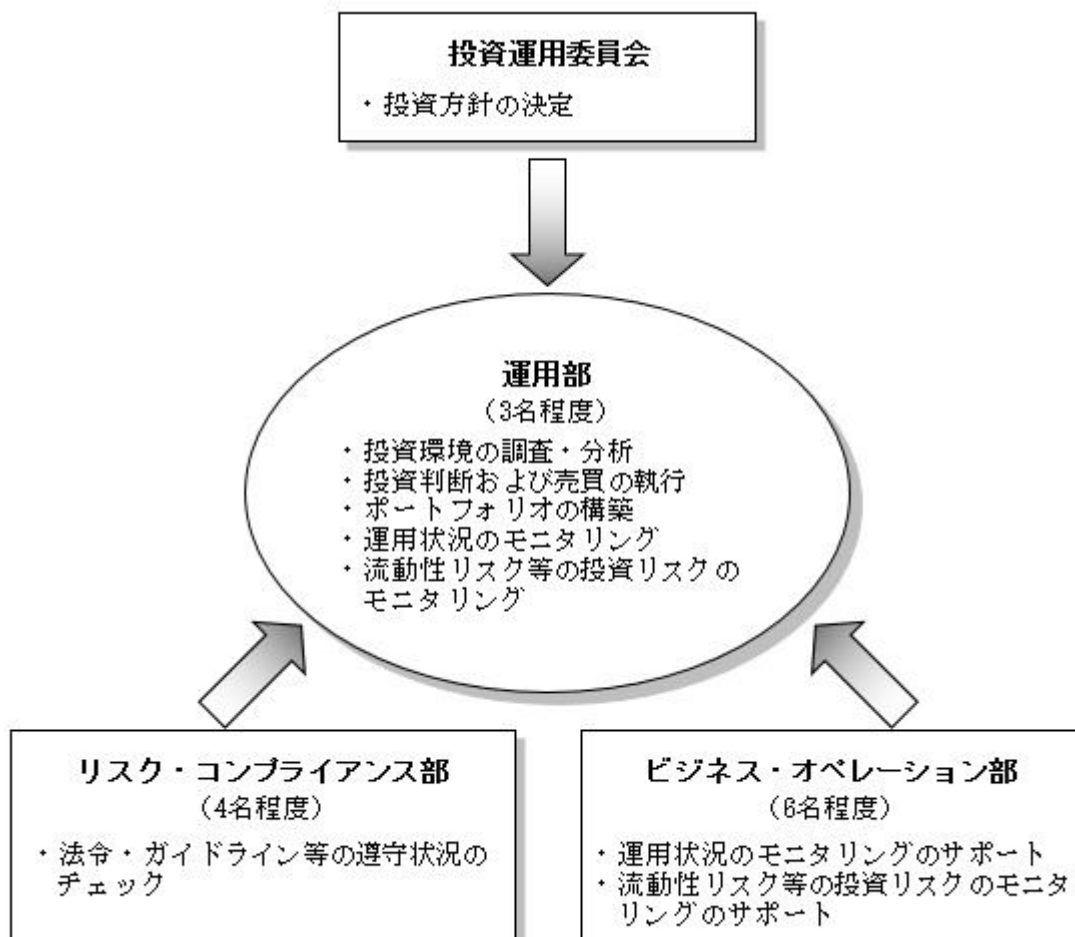 投資運用委員会
・投資方針の決定
運用部
（3名程度）
・投資環境の調査・分析
・投資判断および売買の執行
・ポートフォリオの構築
・運用状況のモニタリング
・流動性リスク等の投資リスクの
モニタリング
リスク・コンプライアンス部
（4名程度）
・法令・ガイドライン等の遵守状況の
チェック
ビジネス・オペレーション部
（6名程度）
・運用状況のモニタリングのサポート
・流動性リスク等の投資リスクのモニタ
リングのサポート